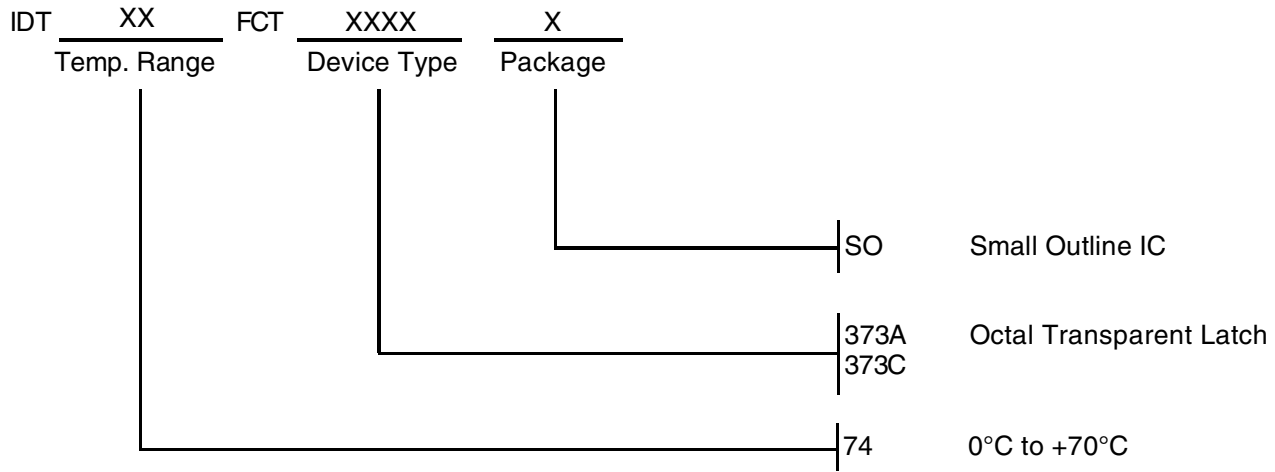 IDT XX FCT XXXX X
Temp. Range Device Type Package
SO Small Outline IC
373A Octal Transparent Latch
373C
74 0°C to +70°C